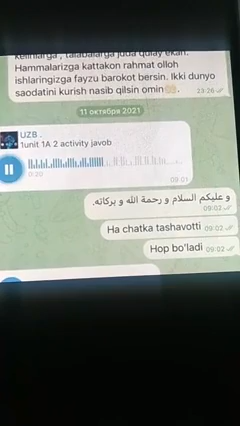 kelinlarga , talabalarga juda qulay ekan.
Hammalarizga kattakon rahmat olloh
ishlaringizga fayzu barokot bersin. Ikki dunyo
saodatini kurish nasib qilsin omin
23:26
11 октября 2021
UZB .
1unit 1A 2 activity javob
0:20
09:01
و عليكم السلام و رحمة الله و بركاته.
09:02
Ha chatka tashavotti 09:02
Hop bo'ladi 09:02